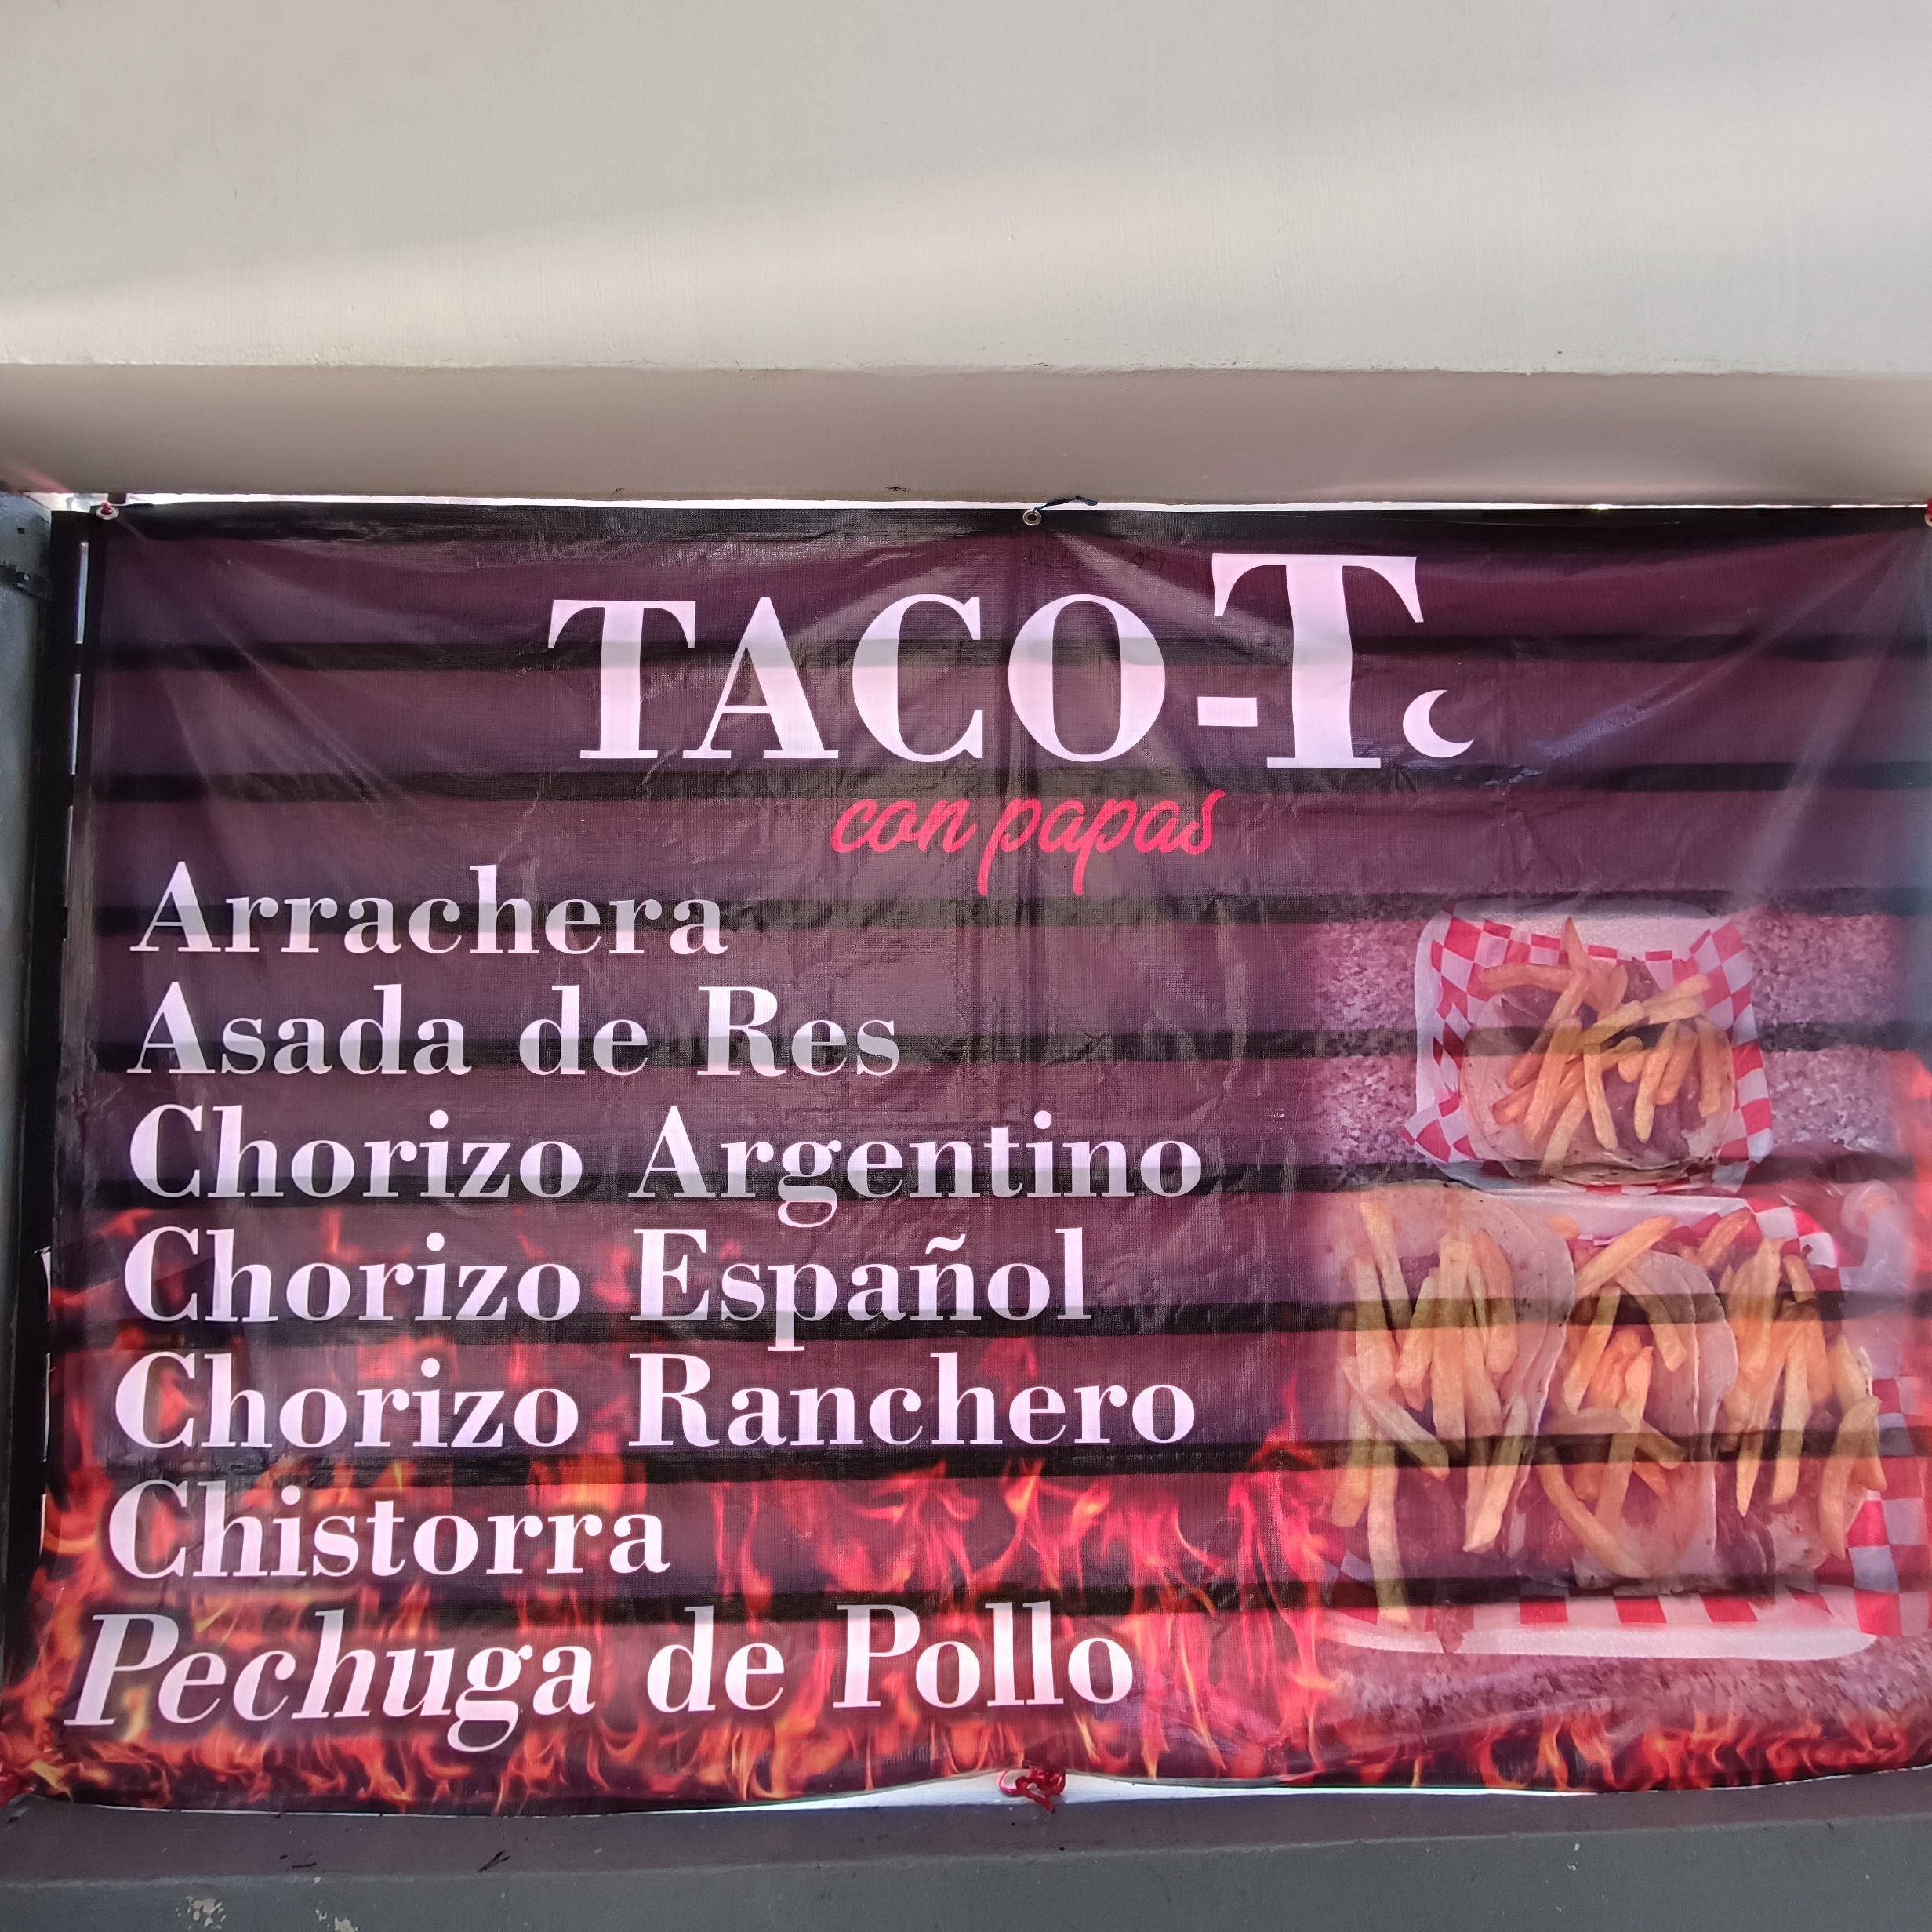 TACO-T
con papas
Arrachera
Asada de Res
Chorizo Argentino
Chorizo Español
Chorizo Ranchero
Chistorra
Pechuga de Pollo